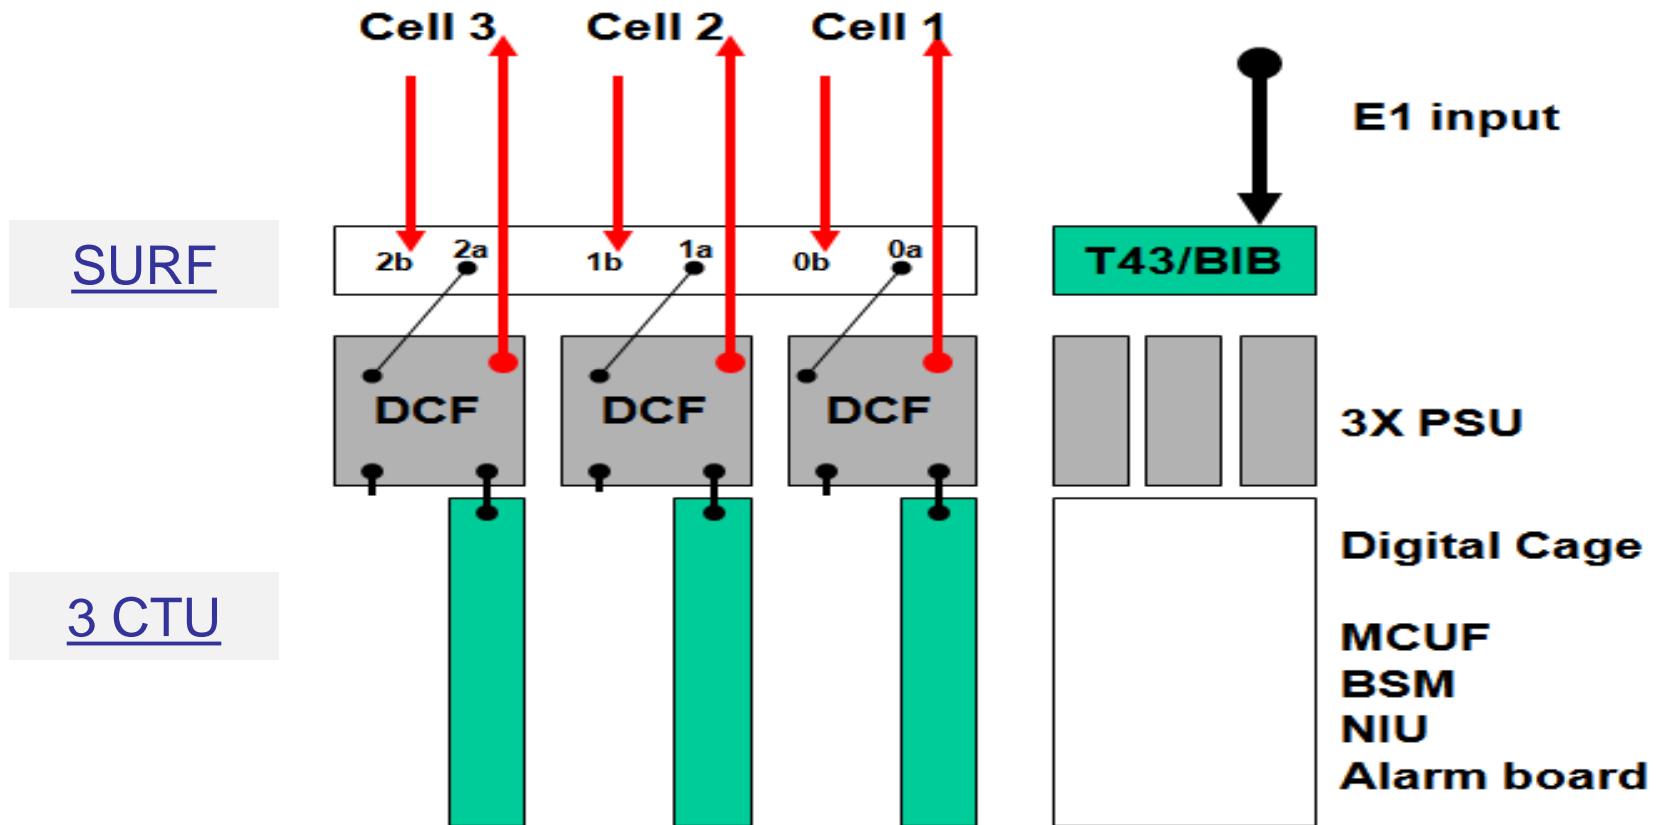 Cell 3 Cell 2 Cell 1
E1 input
SURF
2b 2a 1b 1a 0b 0a
T43/BIB
DCF DCF DCF
3X PSU
Digital Cage
3 CTU
MCUF
BSM
NIU
Alarm board